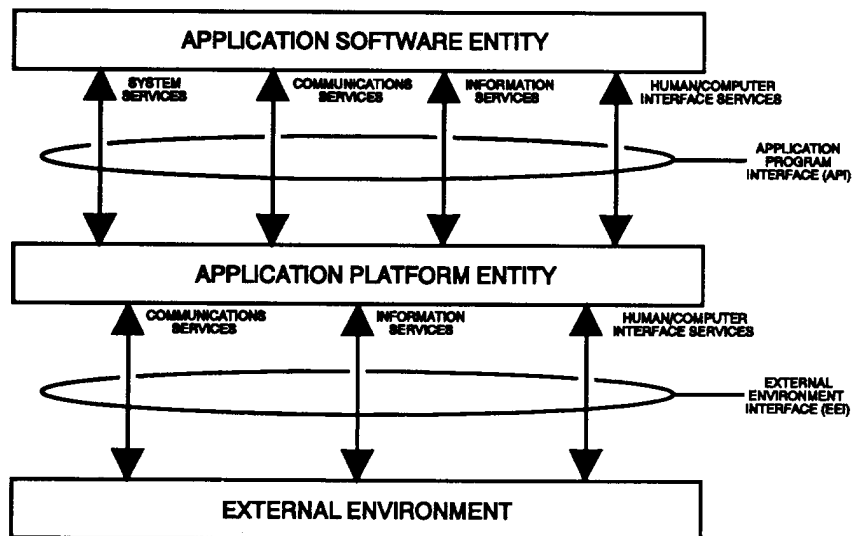 APPLICATION SOFTWARE ENTITY
SYSTEM
SERVICES
COMMUNICATIONS
SERVICES
INFORMATION
SERVICES
HUMAN/COMPUTER
INTERFACE SERVICES
APPLICATION
PROGRAM
INTERFACE (API)
APPLICATION PLATFORM ENTITY
COMMUNICATIONS
SERVICES
INFORMATION
SERVICES
HUMAN/COMPUTER
INTERFACE SERVICES
EXTERNAL
ENVIRONMENT
INTERFACE (EEI)
EXTERNAL ENVIRONMENT